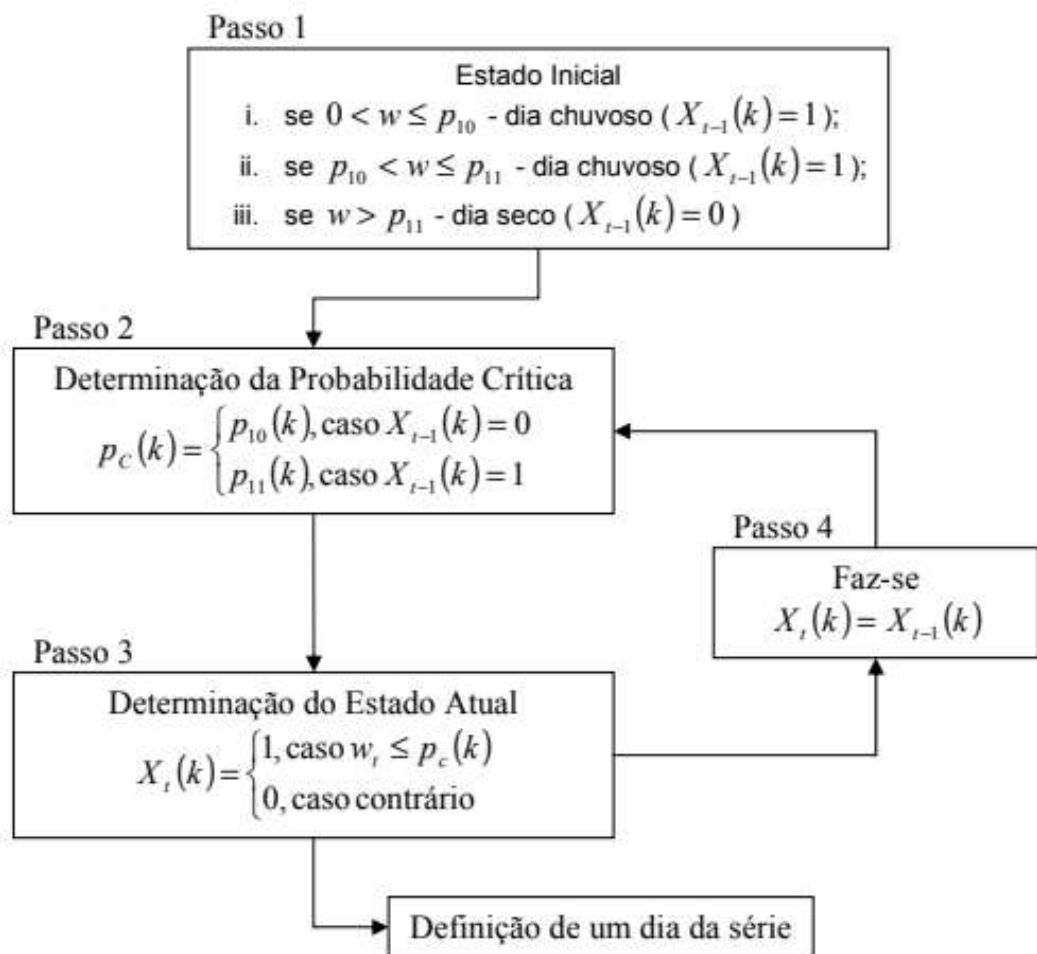 Passo 1
Estado Inicial
i. se 0 < w ≤ p₁₀ - dia chuvoso ( Xₜ₋₁(k) = 1 );
ii. se p₁₀ < w ≤ p₁₁ - dia chuvoso ( Xₜ₋₁(k) = 1 );
iii. se w > p₁₁ - dia seco ( Xₜ₋₁(k) = 0 )
Passo 2
Determinação da Probabilidade Crítica
p_C(k) = { p₁₀(k), caso Xₜ₋₁(k) = 0
p₁₁(k), caso Xₜ₋₁(k) = 1
Passo 4
Faz-se
Xₜ(k) = Xₜ₋₁(k)
Passo 3
Determinação do Estado Atual
Xₜ(k) = { 1, caso wₜ ≤ p_c(k)
0, caso contrário
Definição de um dia da série